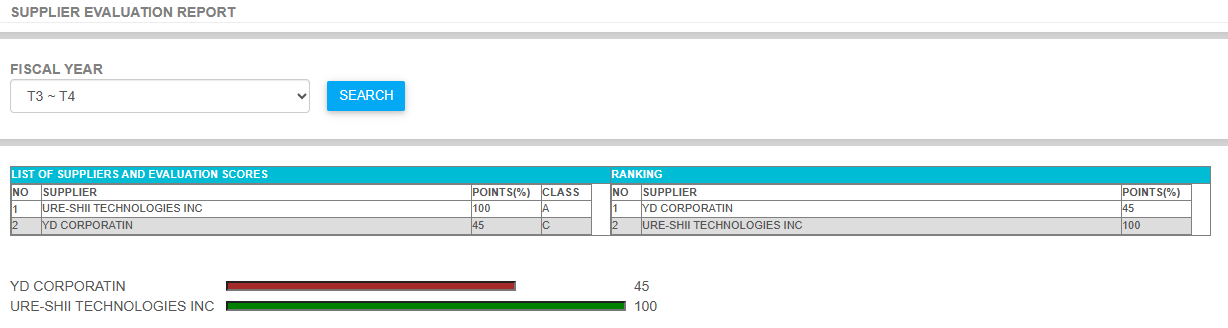 SUPPLIER EVALUATION REPORT
FISCAL YEAR
T3 ~ T4
SEARCH
LIST OF SUPPLIERS AND EVALUATION SCORES
NO SUPPLIER POINTS(%) CLASS
1 URE-SHII TECHNOLOGIES INC 100 A
2 YD CORPORATIN 45 C
RANKING
NO SUPPLIER POINTS(%)
1 YD CORPORATIN 45
2 URE-SHII TECHNOLOGIES INC 100
YD CORPORATIN 45
URE-SHII TECHNOLOGIES INC 100